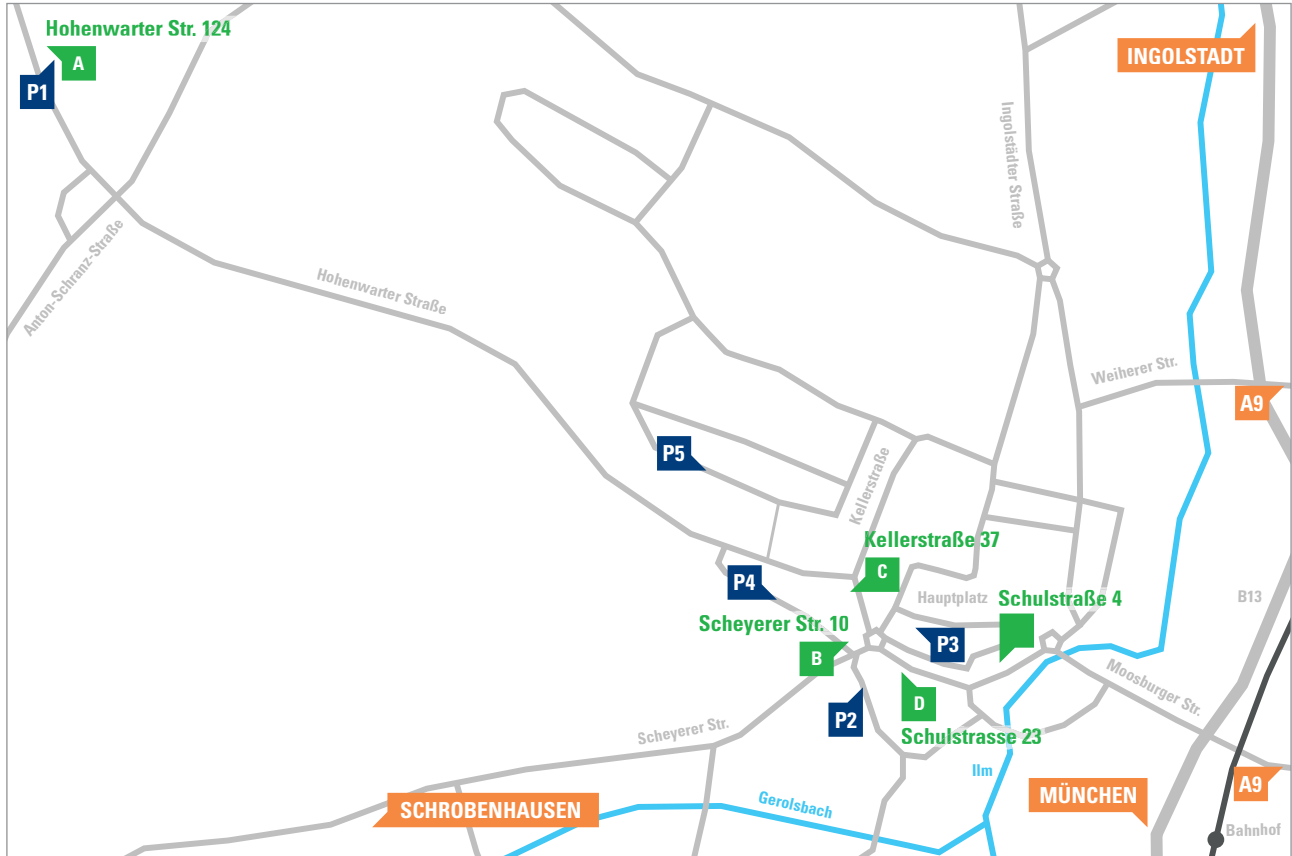 Hohenwarter Str. 124
A
P1
INGOLSTADT
Ingolstädter Straße
Anton-Schranz-Straße
Hohenwarter Straße
Weiherer Str.
A9
P5
Kellerstraße
Kellerstraße 37
C
P4
Hauptplatz
Schulstraße 4
B13
Scheyerer Str. 10
B
P3
Moosburger Str.
P2
D
Schulstrasse 23
Scheyerer Str.
Ilm
A9
MÜNCHEN
SCHROBENHAUSEN
Gerolsbach
Bahnhof